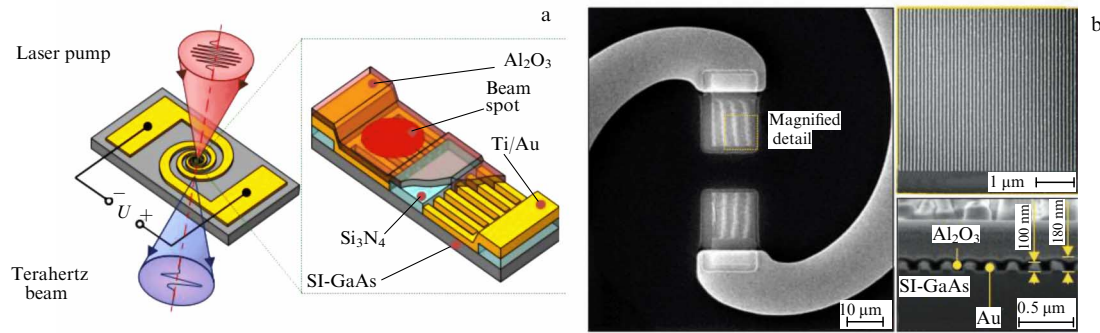 a
Laser pump
Al₂O₃
Beam
spot
Ti/Au
−
U
+
Si₃N₄
SI-GaAs
Terahertz
beam
b
Magnified
detail
10 μm
1 μm
100 nm
180 nm
Al₂O₃
SI-GaAs
Au
0.5 μm